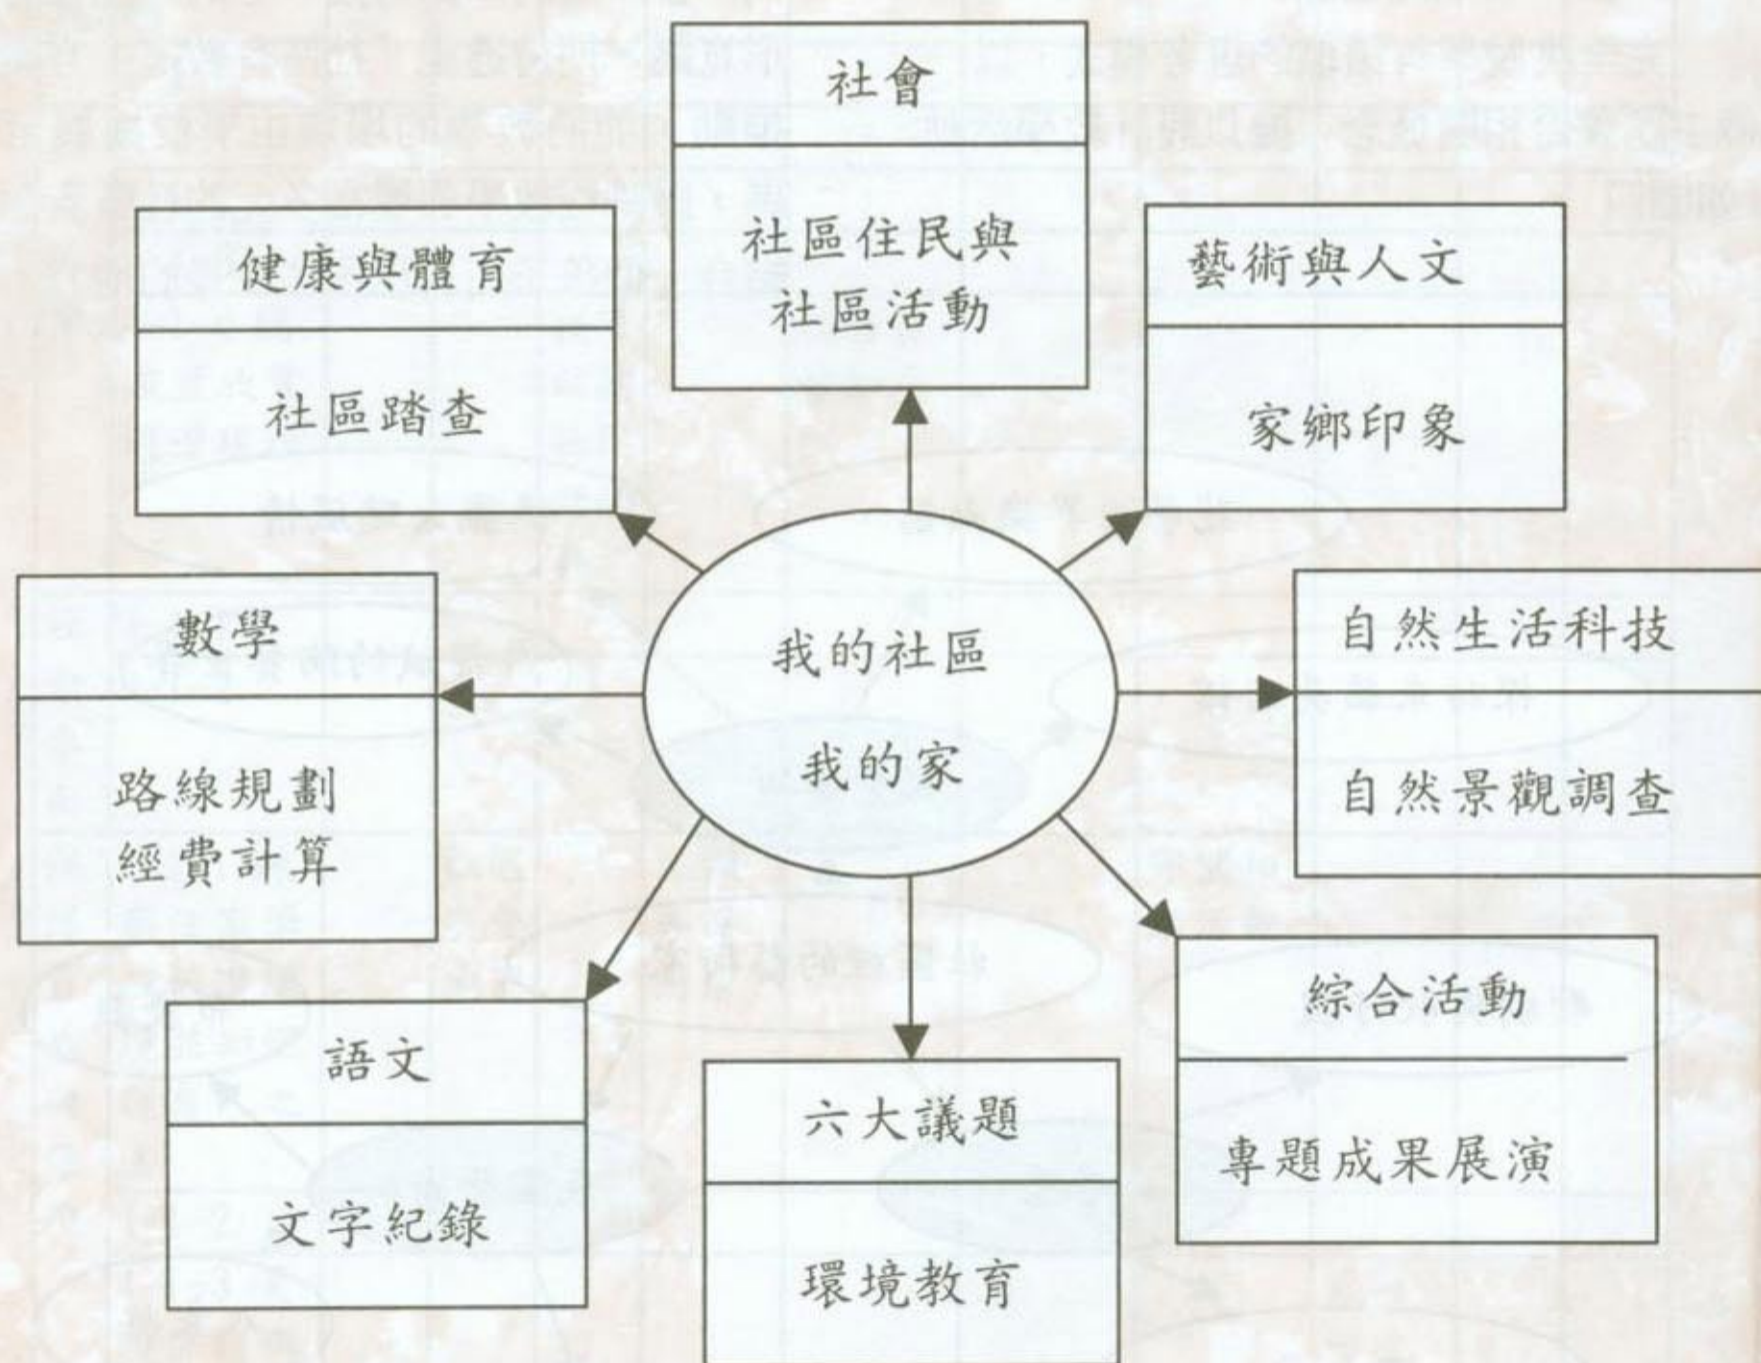 社會
社區住民與
社區活動
健康與體育
社區踏查
藝術與人文
家鄉印象
數學
路線規劃
經費計算
我的社區
我的家
自然生活科技
自然景觀調查
語文
文字紀錄
六大議題
環境教育
綜合活動
專題成果展演